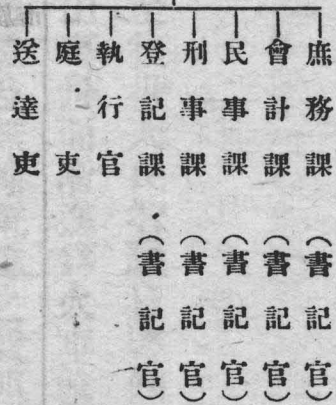 庶務課（書記官）
會計課（書記官）
民事課（書記官）
刑事課（書記官）
登記課（書記官）
執行官
庭吏
送達吏